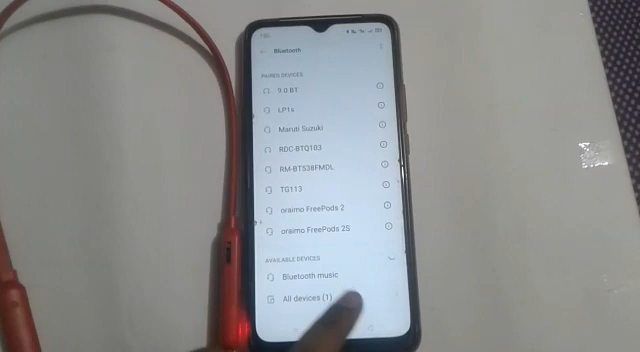 Bluetooth
PAIRED DEVICES
9.0 BT
LP1s
Maruti Suzuki
RDC-BTQ103
RM-BT538FMDL
TG113
oraimo FreePods 2
oraimo FreePods 2S
AVAILABLE DEVICES
Bluetooth music
All devices (1)